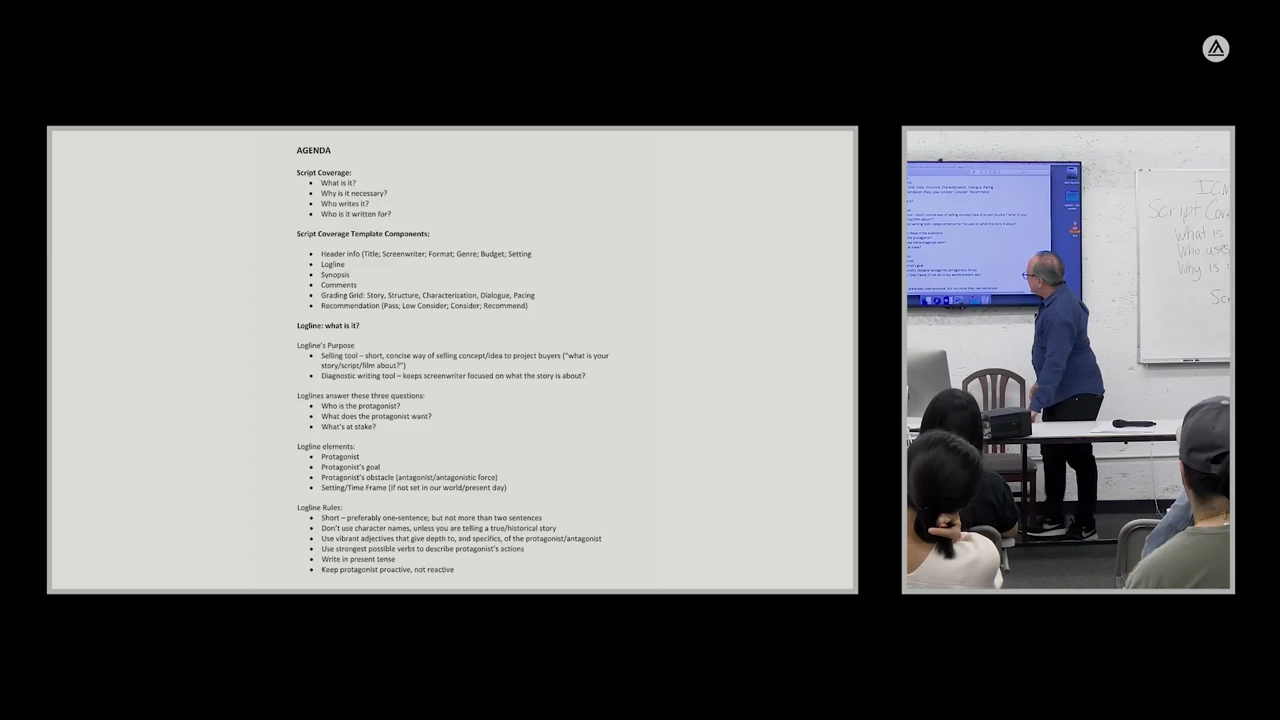 AGENDA
Script Coverage:
• What is it?
• Why is it necessary?
• Who writes it?
• Who is it written for?
Script Coverage Template Components:
• Header info (Title; Screenwriter; Format; Genre; Budget; Setting
• Logline
• Synopsis
• Comments
• Grading Grid: Story, Structure, Characterization, Dialogue, Pacing
• Recommendation (Pass; Low Consider; Consider; Recommend)
Logline: what is it?
Logline's Purpose
• Selling tool – short, concise way of selling concept/idea to project buyers ("what is your
story/script/film about?")
• Diagnostic writing tool – keeps screenwriter focused on what the story is about?
Loglines answer these three questions:
• Who is the protagonist?
• What does the protagonist want?
• What's at stake?
Logline elements:
• Protagonist
• Protagonist's goal
• Protagonist's obstacle (antagonist/antagonistic force)
• Setting/Time Frame (if not set in our world/present day)
Logline Rules:
• Short – preferably one-sentence; but not more than two sentences
• Don't use character names, unless you are telling a true/historical story
• Use vibrant adjectives that give depth to, and specifics, of the protagonist/antagonist
• Use strongest possible verbs to describe protagonist's actions
• Write in present tense
• Keep protagonist proactive, not reactive
Script
is
uses
is